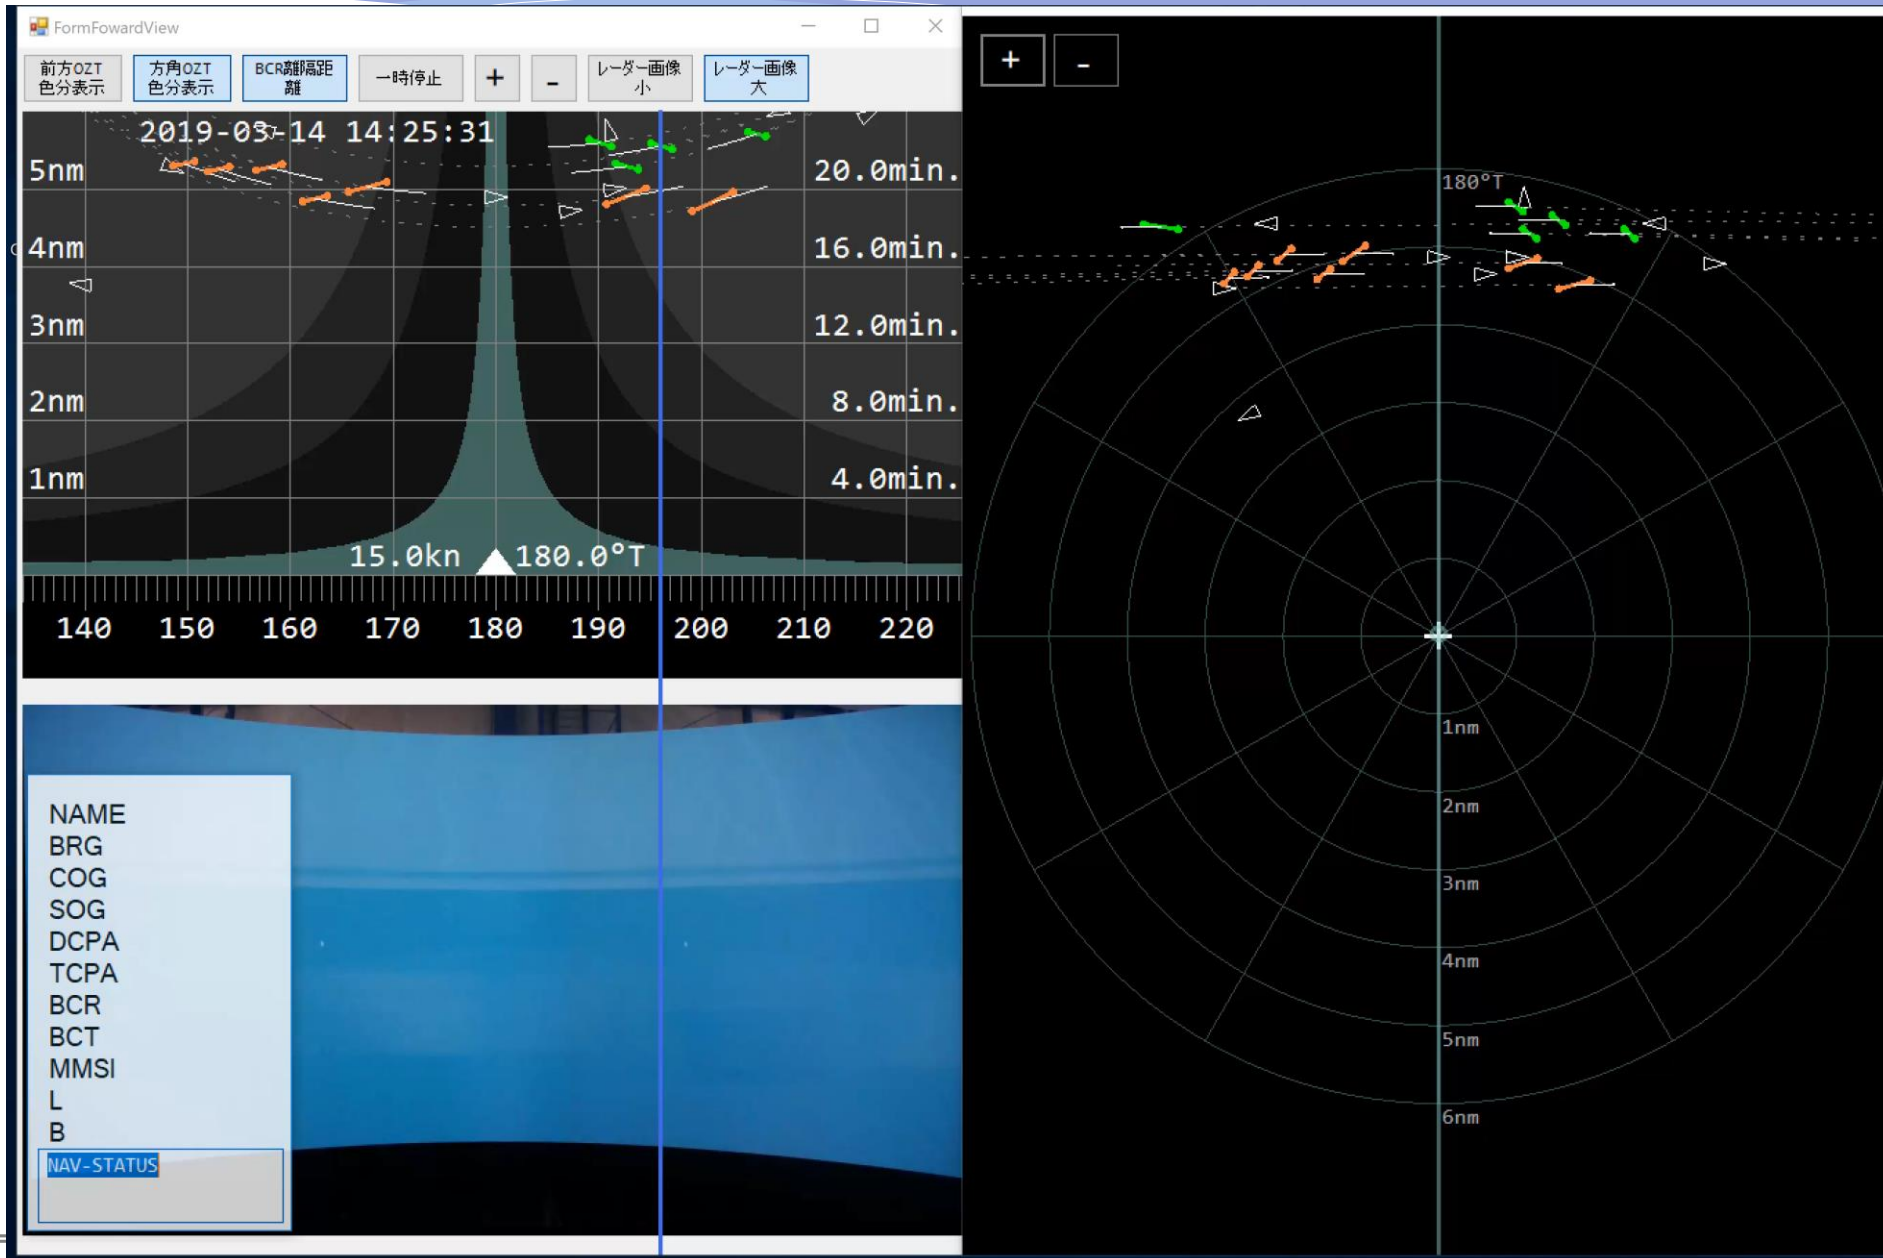 FormFowardView
前方OZT
色分表示
方角OZT
色分表示
BCR離隔距
離
一時停止
+
-
レーダー画像
小
レーダー画像
大
2019-03-14 14:25:31
5nm
20.0min.
4nm
16.0min.
3nm
12.0min.
2nm
8.0min.
1nm
4.0min.
15.0kn
180.0°T
140 150 160 170 180 190 200 210 220
NAME
BRG
COG
SOG
DCPA
TCPA
BCR
BCT
MMSI
L
B
NAV-STATUS
+
-
180°T
1nm
2nm
3nm
4nm
5nm
6nm